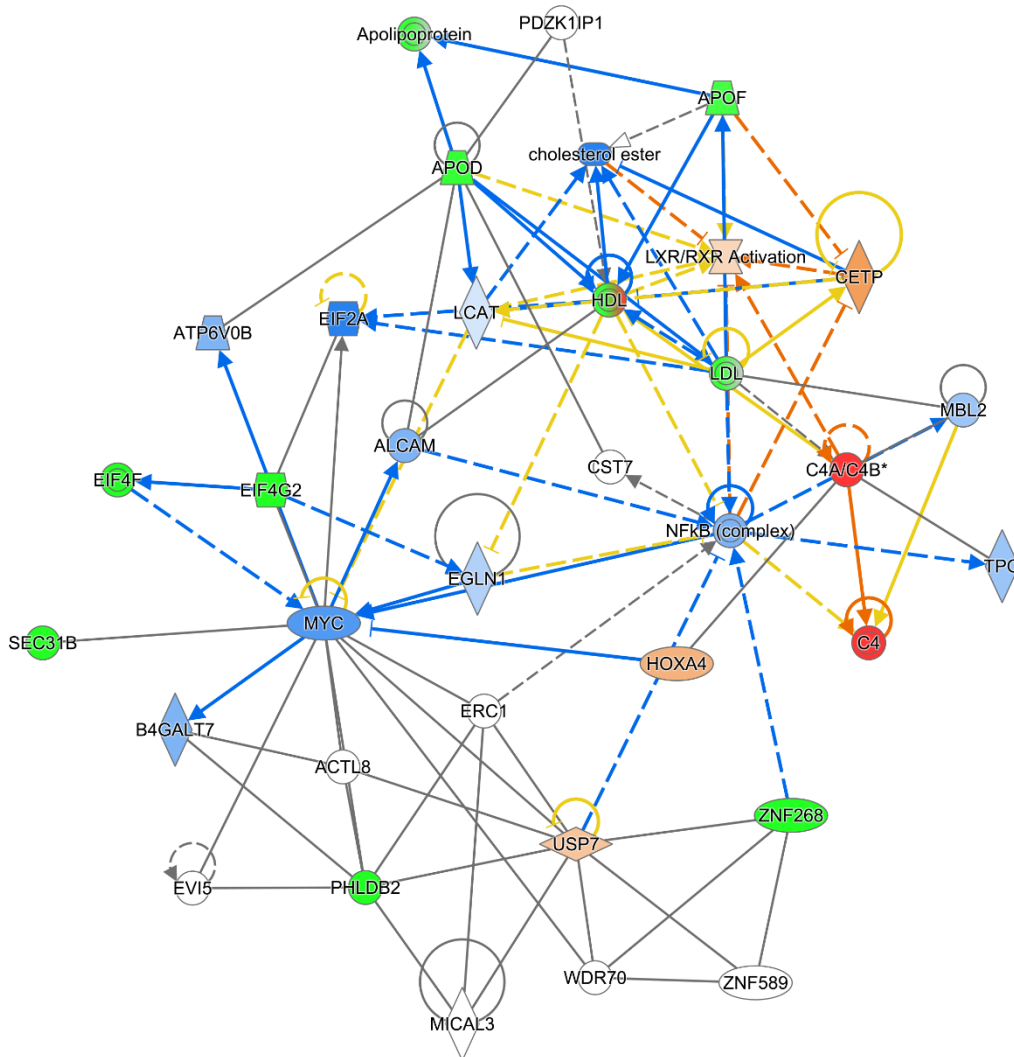 PDZK1IP1
Apolipoprotein
APOF
cholesterol ester
APOD
LXR/RXR Activation
CETP
HDL
LCAT
EIF2A
ATP6V0B
LDL
MBL2
ALCAM
CST7
C4A/C4B*
EIF4F
EIF4G2
NFkB (complex)
EGLN1
TPO
MYC
SEC31B
C4
HOXA4
ERC1
B4GALT7
ACTL8
ZNF268
USP7
EVI5
PHLDB2
WDR70
ZNF589
MICAL3